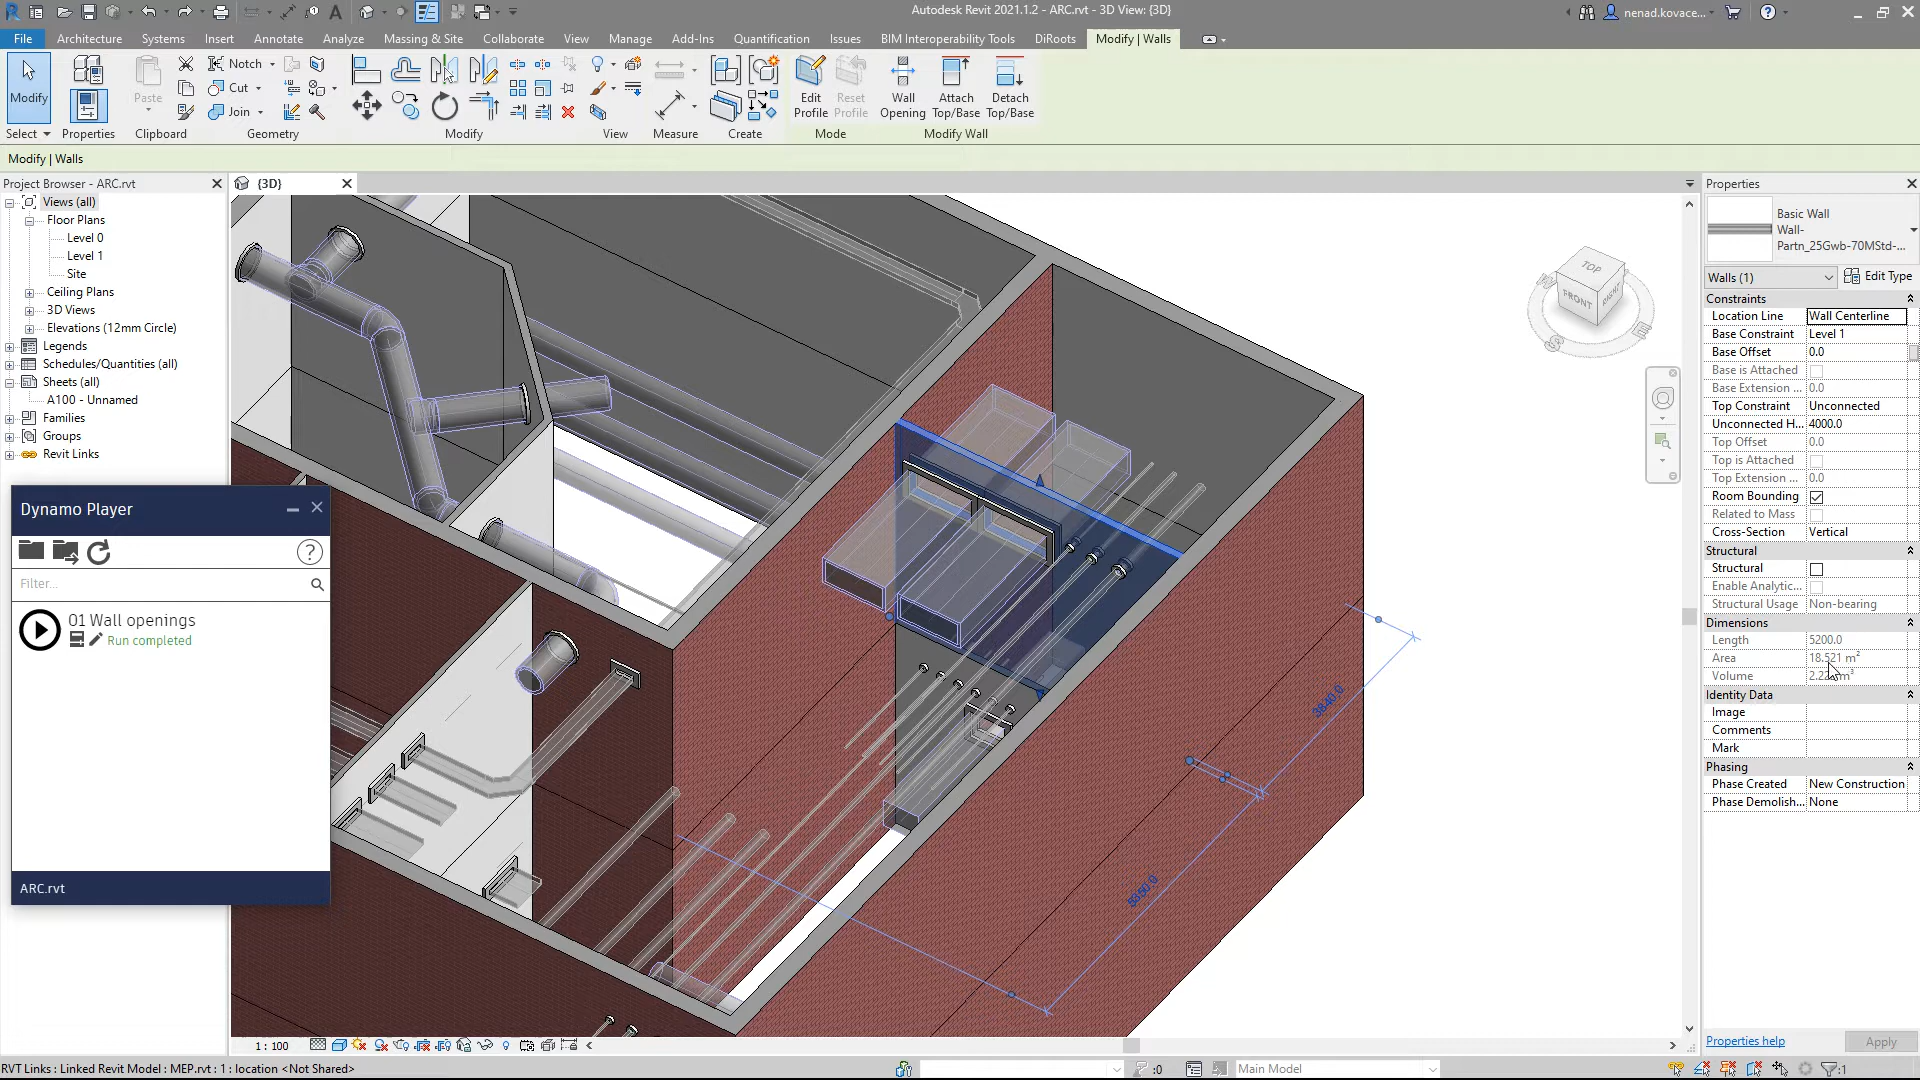 Autodesk Revit 2021.1.2 - ARC.rvt - 3D View: {3D}
nenad.kovace...
File Architecture Systems Insert Annotate Analyze Massing & Site Collaborate View Manage Add-Ins Quantification Issues BIM Interoperability Tools DiRoots Modify | Walls
Modify
Paste
Notch
Cut
Join
Edit Profile
Reset Profile
Wall Opening
Attach Top/Base
Detach Top/Base
Select Properties Clipboard Geometry Modify View Measure Create Mode Modify Wall
Modify | Walls
Project Browser - ARC.rvt
Views (all)
Floor Plans
Level 0
Level 1
Site
Ceiling Plans
3D Views
Elevations (12mm Circle)
Legends
Schedules/Quantities (all)
Sheets (all)
A100 - Unnamed
Families
Groups
Revit Links
Dynamo Player
Filter...
01 Wall openings
Run completed
ARC.rvt
{3D}
TOP
FRONT
RIGHT
W
S
E
3840.0
Properties
Basic Wall
Wall-
Partn_25Gwb-70MStd-...
Walls (1)
Edit Type
Constraints
Location Line Wall Centerline
Base Constraint Level 1
Base Offset 0.0
Base is Attached
Base Extension ... 0.0
Top Constraint Unconnected
Unconnected H... 4000.0
Top Offset 0.0
Top is Attached
Top Extension ... 0.0
Room Bounding
Related to Mass
Cross-Section Vertical
Structural
Structural
Enable Analytic...
Structural Usage Non-bearing
Dimensions
Length 5200.0
Area 18.521 m²
Volume
Identity Data
Image
Comments
Mark
Phasing
Phase Created New Construction
Phase Demolish... None
Properties help
Apply
1 : 100
RVT Links : Linked Revit Model : MEP.rvt : 1 : location <Not Shared>
:0
Main Model
:1